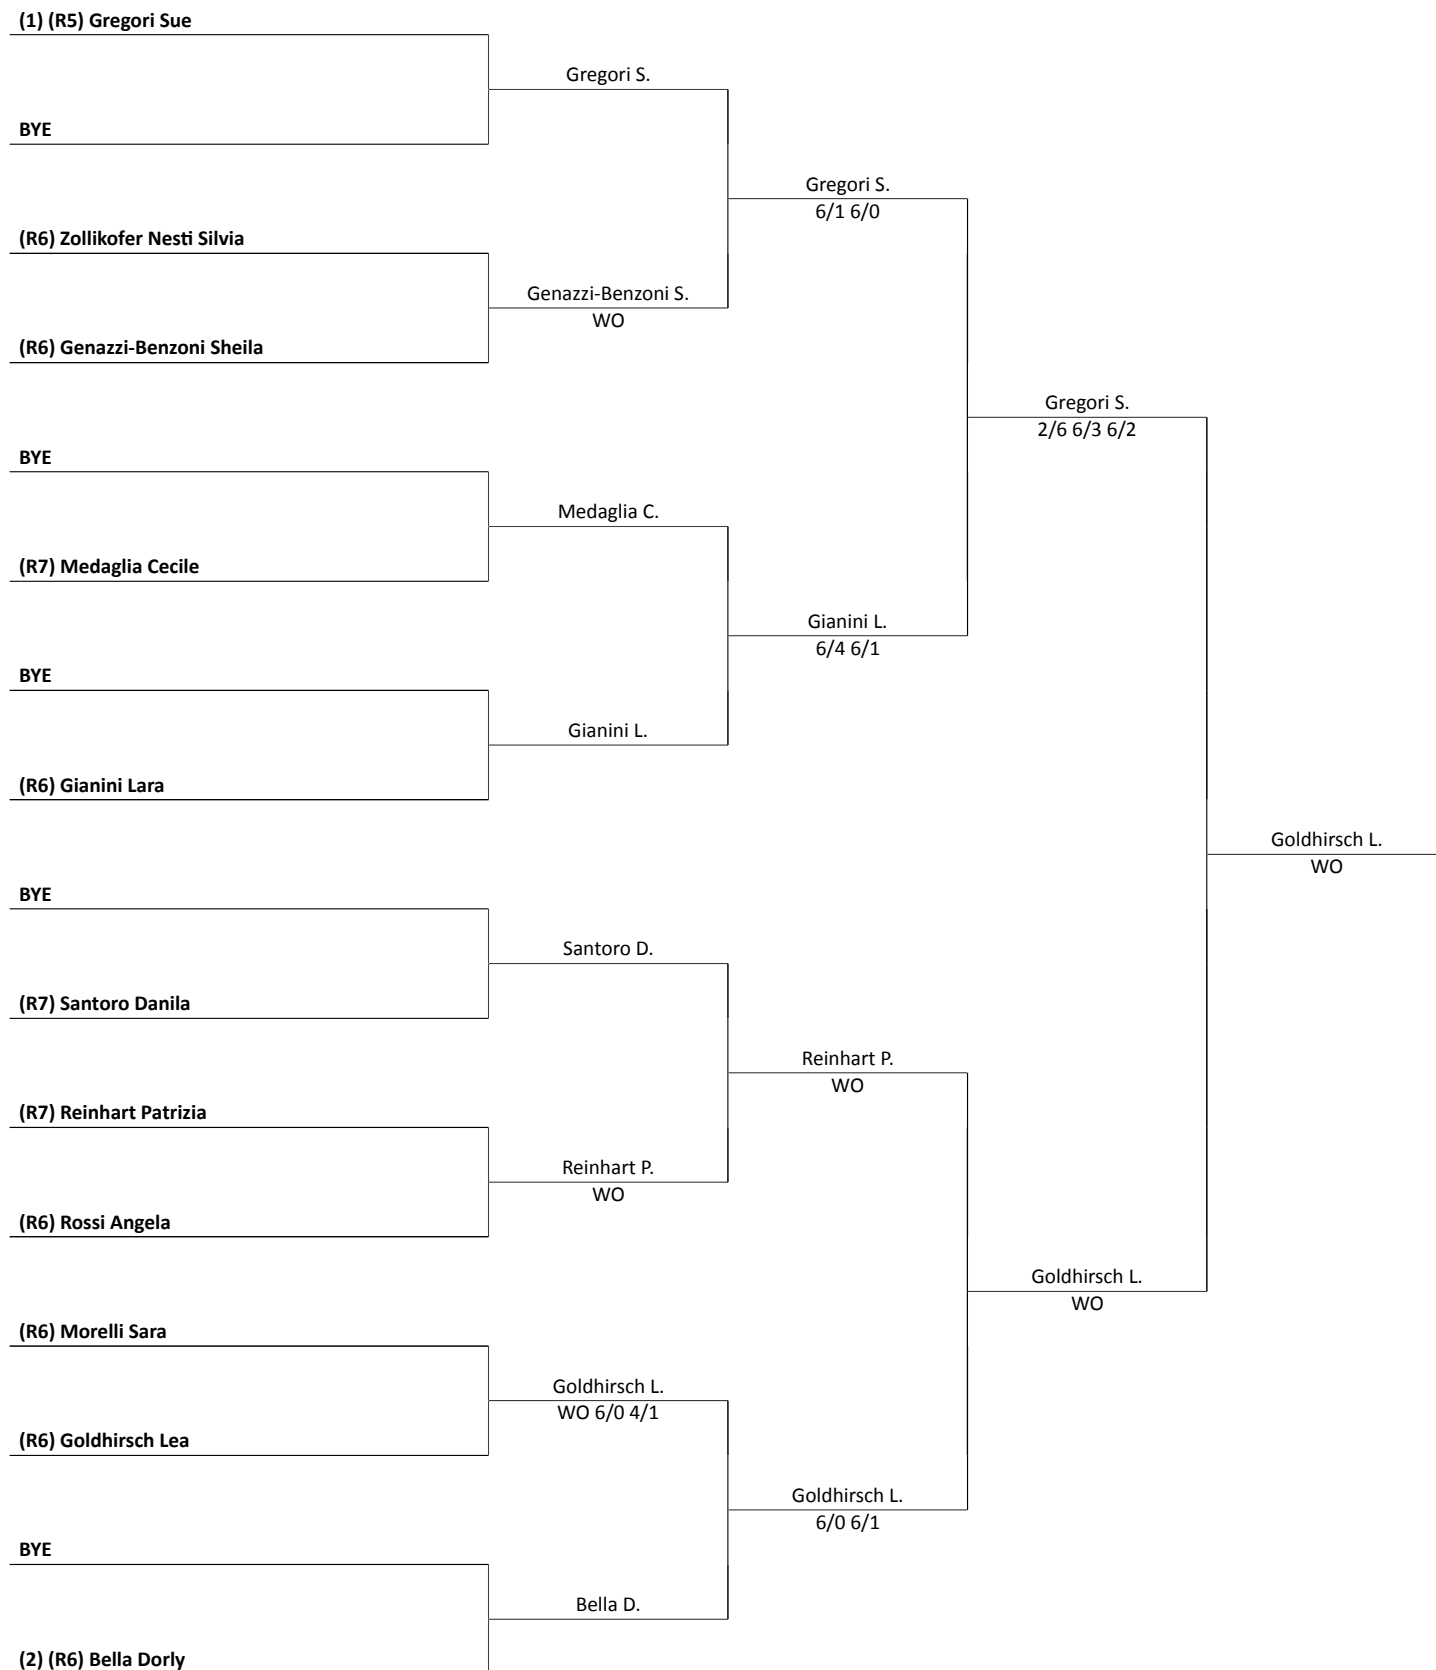 (1) (R5) Gregori Sue
Gregori S.
BYE
Gregori S.
6/1 6/0
(R6) Zollikofer Nesti Silvia
Genazzi-Benzoni S.
WO
(R6) Genazzi-Benzoni Sheila
Gregori S.
2/6 6/3 6/2
BYE
Medaglia C.
(R7) Medaglia Cecile
Gianini L.
6/4 6/1
BYE
Gianini L.
(R6) Gianini Lara
Goldhirsch L.
WO
BYE
Santoro D.
(R7) Santoro Danila
Reinhart P.
WO
(R7) Reinhart Patrizia
Reinhart P.
WO
(R6) Rossi Angela
Goldhirsch L.
WO
(R6) Morelli Sara
Goldhirsch L.
WO 6/0 4/1
(R6) Goldhirsch Lea
Goldhirsch L.
6/0 6/1
BYE
Bella D.
(2) (R6) Bella Dorly